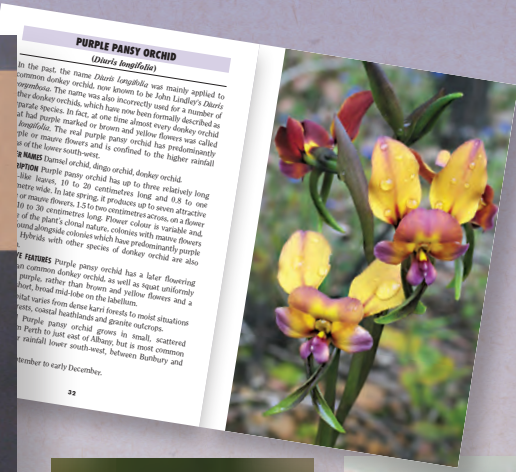 PURPLE PANSY ORCHID
(Diuris longifolia)
In the past, the name Diuris longifolia was mainly applied to
common donkey orchid, now known to be John Lindley's Diuris
corymbosa. The name was also incorrectly used for a number of
other donkey orchids, which have now been formally described as
separate species. In fact, at one time almost every donkey orchid
that had purple marked or brown and yellow flowers was called
longifolia. The real purple pansy orchid has predominantly
purple or mauve flowers and is confined to the higher rainfall
of the lower south-west.
NAMES Damsel orchid, dingo orchid, donkey orchid.
Purple pansy orchid has up to three relatively long
-like leaves, 10 to 20 centimetres long and 0.8 to one
wide. In late spring, it produces up to seven attractive
or mauve flowers, 1.5 to two centimetres across, on a flower
10 to 30 centimetres long. Flower colour is variable and,
of the plant's clonal nature, colonies with mauve flowers
found alongside colonies which have predominantly purple
Hybrids with other species of donkey orchid are also
FEATURES Purple pansy orchid has a later flowering
common donkey orchid, as well as squat uniformly
purple, rather than brown and yellow flowers and a
short, broad mid-lobe on the labellum.
varies from dense karri forests to moist situations
coastal heathlands and granite outcrops.
Purple pansy orchid grows in small, scattered
Perth to just east of Albany, but is most common
rainfall lower south-west, between Bunbury and
to early December.
32